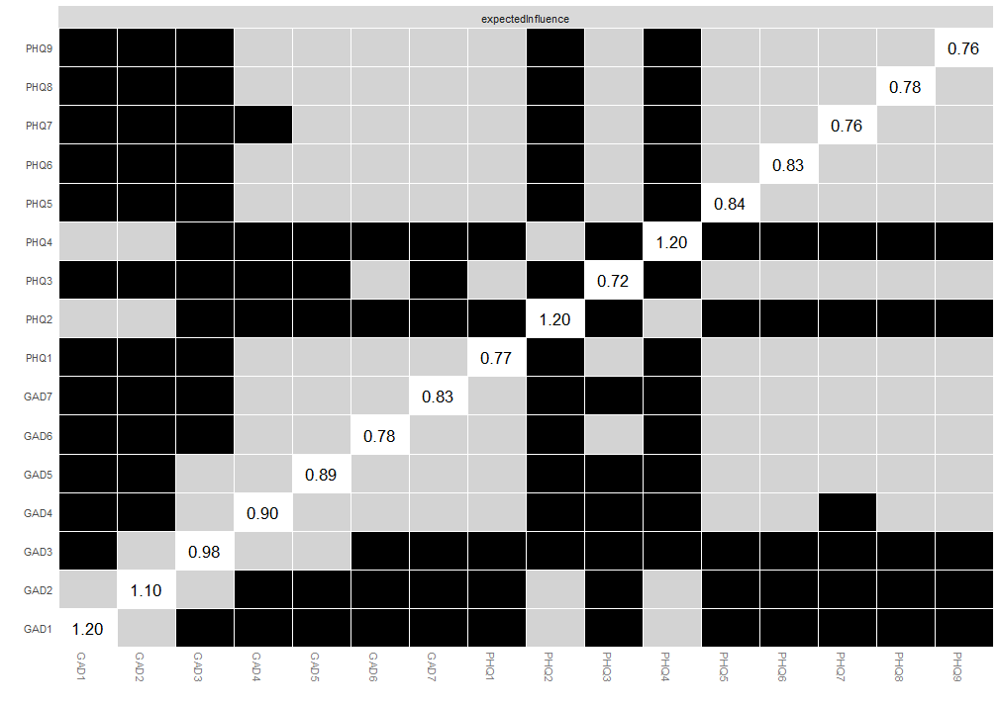 expectedInfluence
PHQ9 0.76
PHQ8 0.78
PHQ7 0.76
PHQ6 0.83
PHQ5 0.84
PHQ4 1.20
PHQ3 0.72
PHQ2 1.20
PHQ1 0.77
GAD7 0.83
GAD6 0.78
GAD5 0.89
GAD4 0.90
GAD3 0.98
GAD2 1.10
GAD1 1.20
GAD1 GAD2 GAD3 GAD4 GAD5 GAD6 GAD7 PHQ1 PHQ2 PHQ3 PHQ4 PHQ5 PHQ6 PHQ7 PHQ8 PHQ9